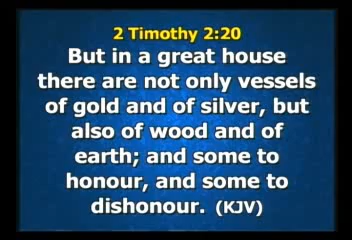 2 Timothy 2:20
But in a great house
there are not only vessels
of gold and of silver, but
also of wood and of
earth; and some to
honour, and some to
dishonour. (KJV)